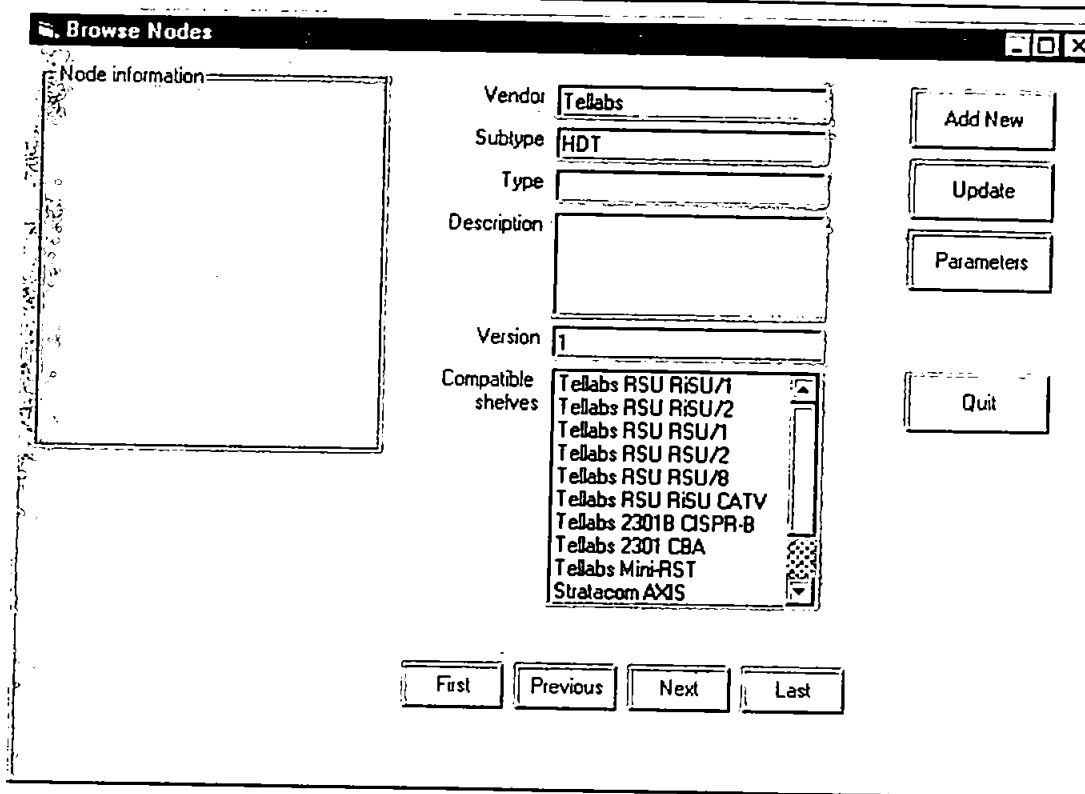 Browse Nodes
Node information
Vendor Tellabs
Subtype HDT
Type
Description
Version 1
Compatible shelves
Tellabs RSU RiSU/1
Tellabs RSU RiSU/2
Tellabs RSU RSU/1
Tellabs RSU RSU/2
Tellabs RSU RSU/8
Tellabs RSU RiSU CATV
Tellabs 2301B CISPR-B
Tellabs 2301 CBA
Tellabs Mini-RST
Stratacom AXIS
Add New
Update
Parameters
Quit
First Previous Next Last